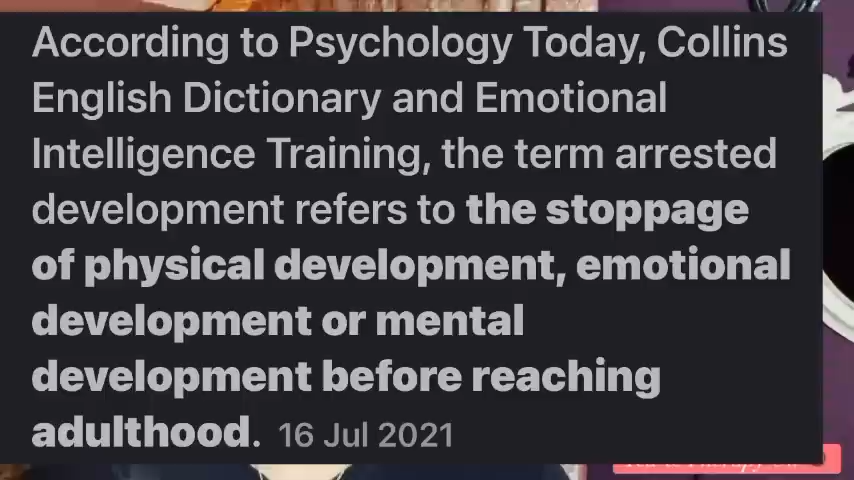 According to Psychology Today, Collins
English Dictionary and Emotional
Intelligence Training, the term arrested
development refers to the stoppage
of physical development, emotional
development or mental
development before reaching
adulthood. 16 Jul 2021